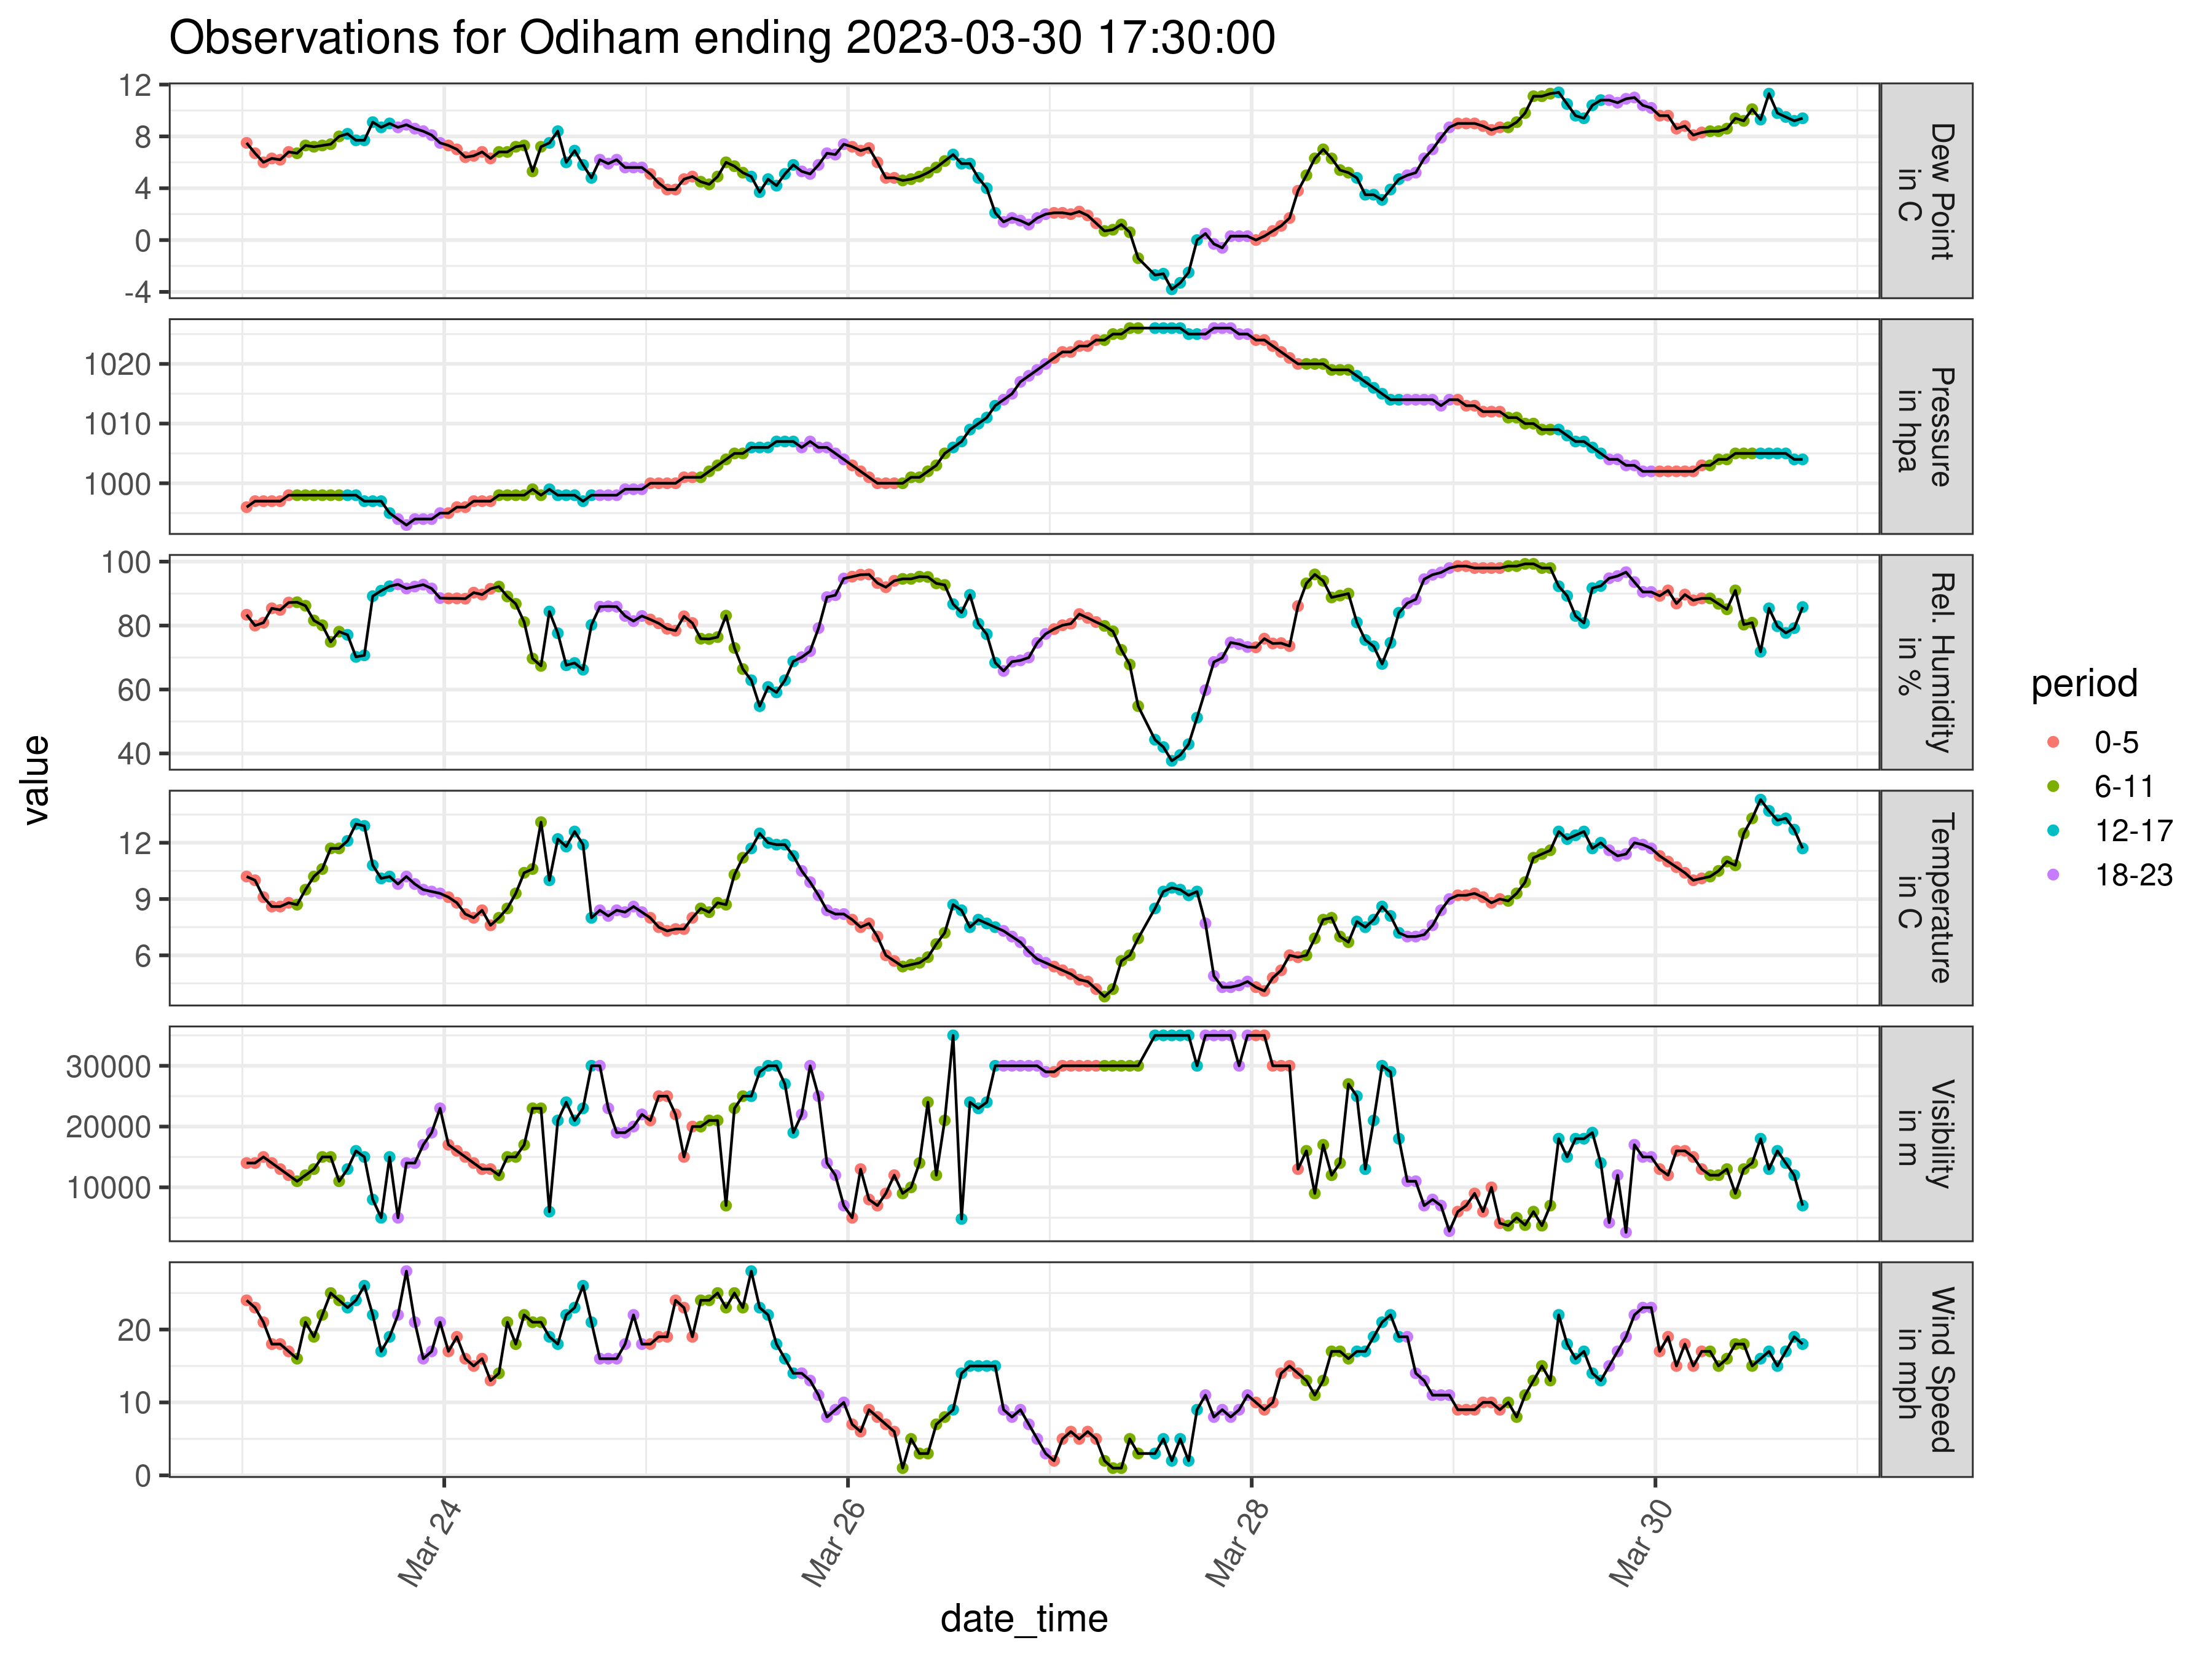 Observations for Odiham ending 2023-03-30 17:30:00
12
8
4
0
-4
Dew Point
in C
1020
1010
1000
Pressure
in hpa
100
80
60
40
Rel. Humidity
in %
12
9
6
Temperature
in C
30000
20000
10000
Visibility
in m
20
10
0
Wind Speed
in mph
value
Mar 24
Mar 26
Mar 28
Mar 30
date_time
period
0-5
6-11
12-17
18-23